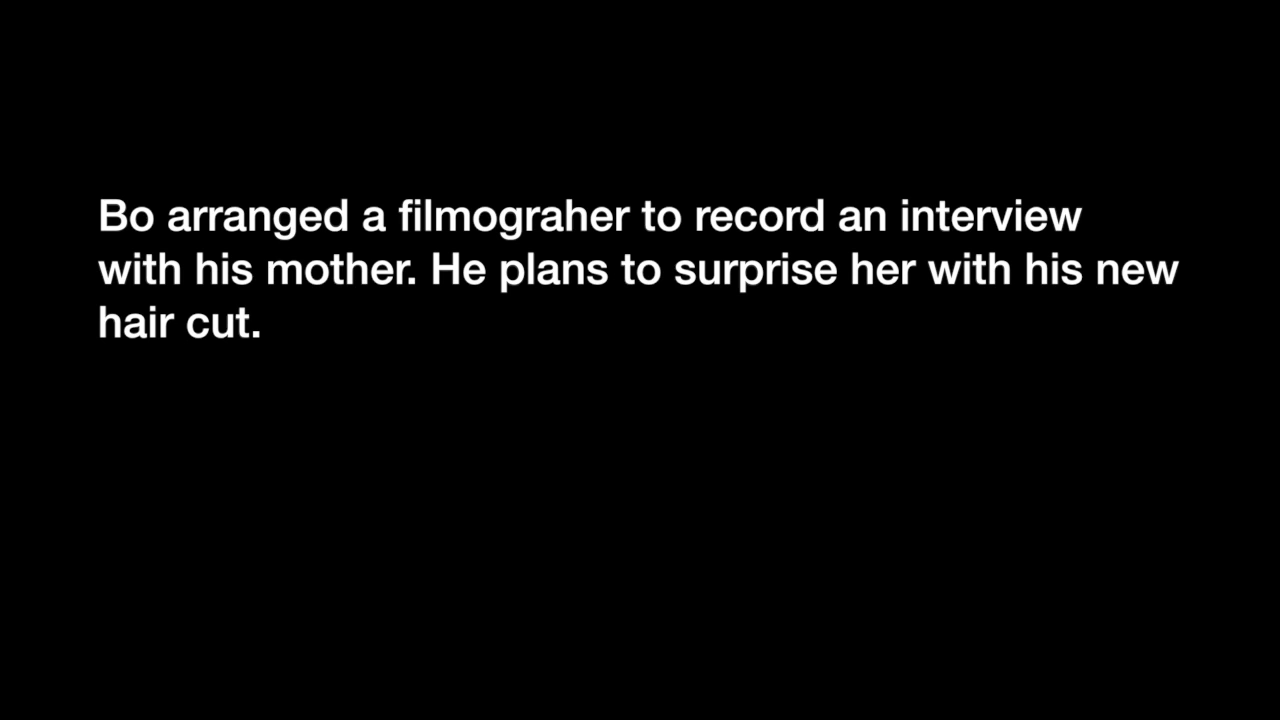 Bo arranged a filmograher to record an interview
with his mother. He plans to surprise her with his new
hair cut.